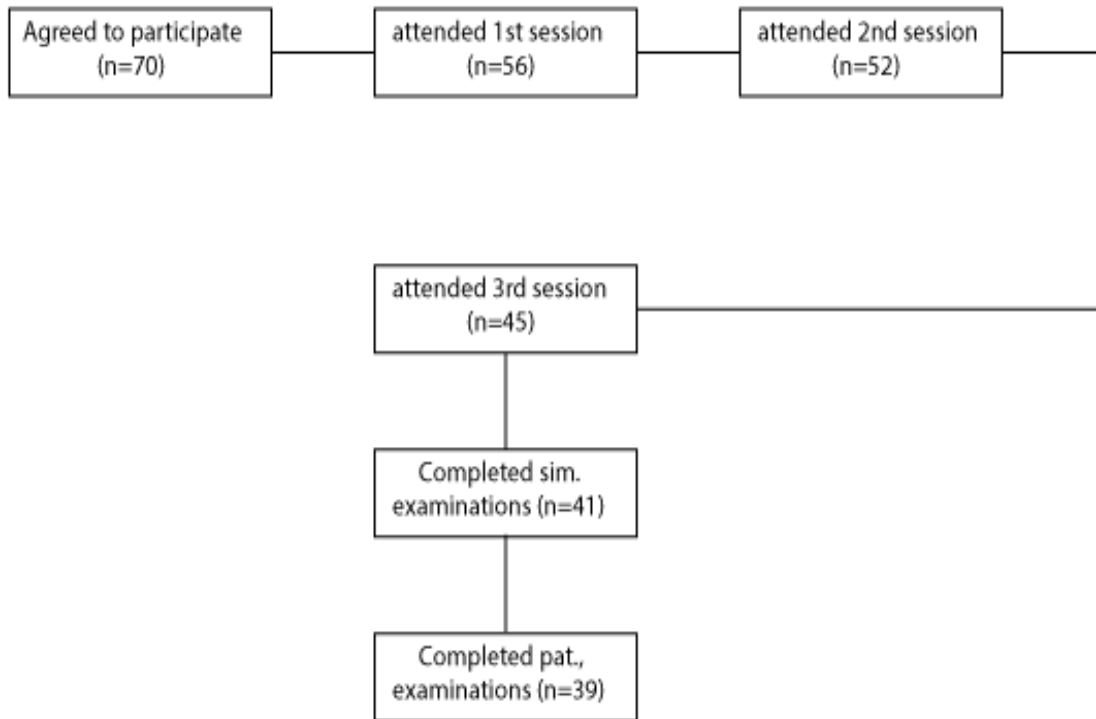 Agreed to participate
(n=70)
attended 1st session
(n=56)
attended 2nd session
(n=52)
attended 3rd session
(n=45)
Completed sim.
examinations (n=41)
Completed pat.,
examinations (n=39)